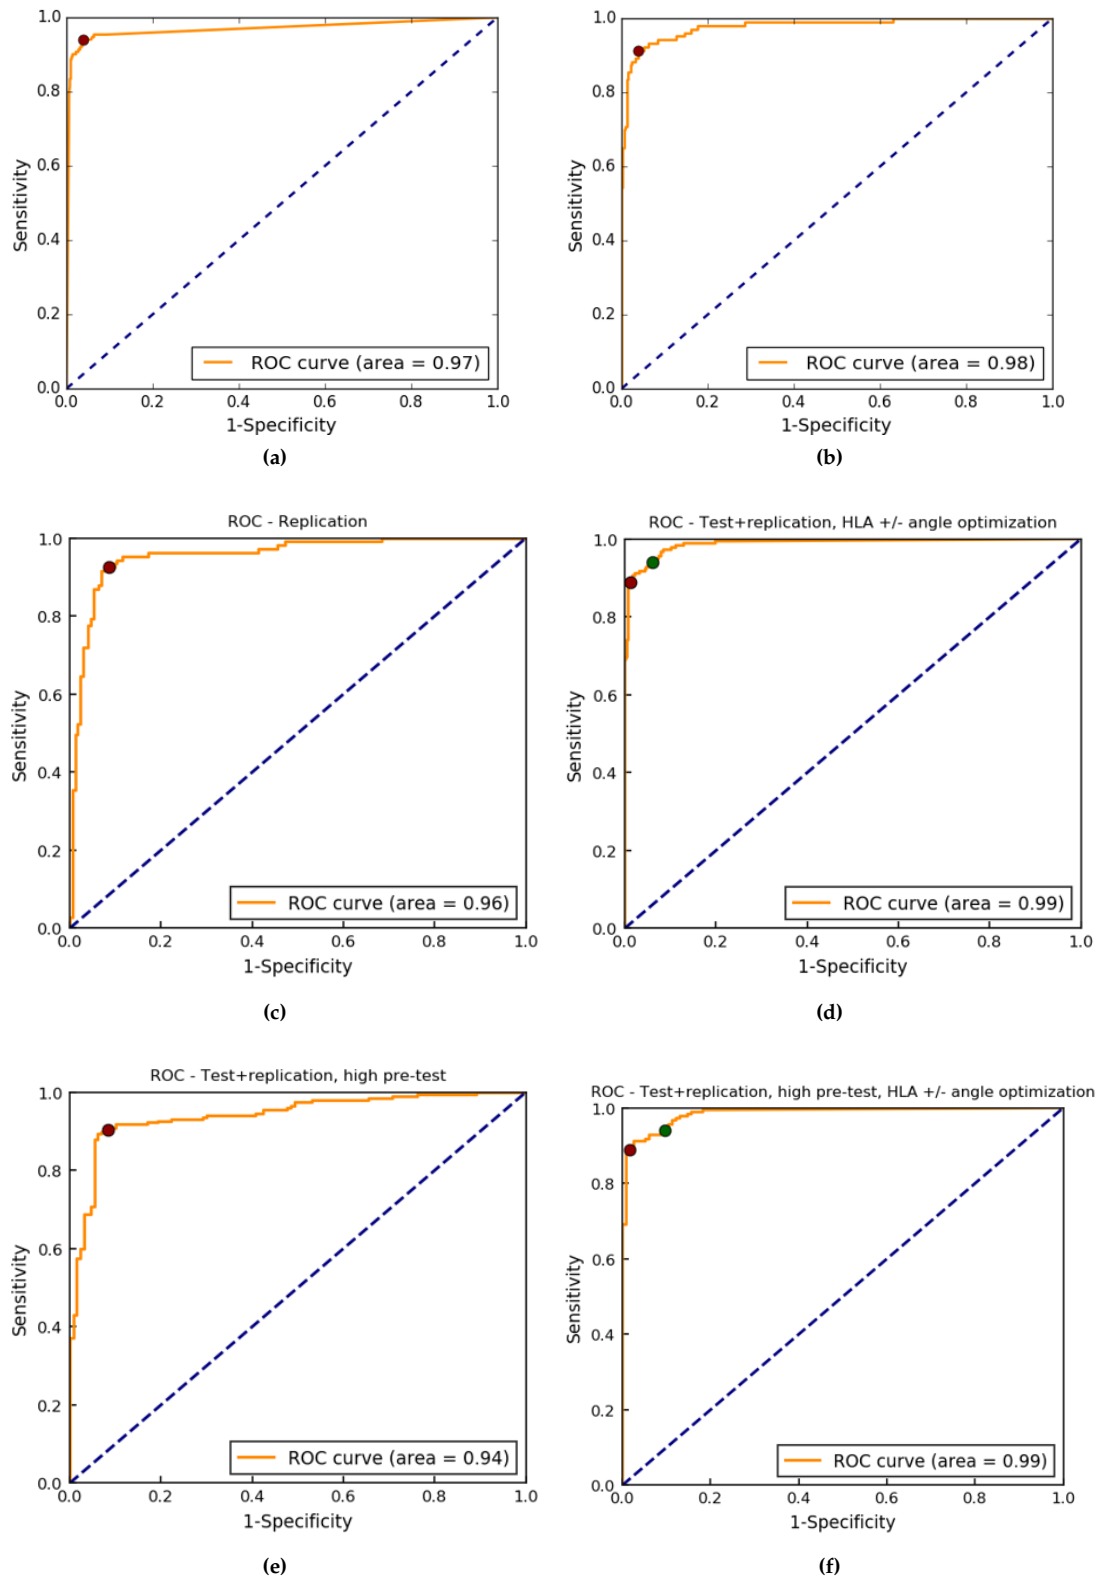 1.0
0.8
0.6
0.4
0.2
0.0
Sensitivity
ROC curve (area = 0.97)
0.0 0.2 0.4 0.6 0.8 1.0
1-Specificity
(a)
1.0
0.8
0.6
0.4
0.2
0.0
Sensitivity
ROC curve (area = 0.98)
0.0 0.2 0.4 0.6 0.8 1.0
1-Specificity
(b)
ROC - Replication
1.0
0.8
0.6
0.4
0.2
0.0
Sensitivity
ROC curve (area = 0.96)
0.0 0.2 0.4 0.6 0.8 1.0
1-Specificity
(c)
ROC - Test+replication, HLA +/- angle optimization
1.0
0.8
0.6
0.4
0.2
0.0
Sensitivity
ROC curve (area = 0.99)
0.0 0.2 0.4 0.6 0.8 1.0
1-Specificity
(d)
ROC - Test+replication, high pre-test
1.0
0.8
0.6
0.4
0.2
0.0
Sensitivity
ROC curve (area = 0.94)
0.0 0.2 0.4 0.6 0.8 1.0
1-Specificity
(e)
ROC - Test+replication, high pre-test, HLA +/- angle optimization
1.0
0.8
0.6
0.4
0.2
0.0
Sensitivity
ROC curve (area = 0.99)
0.0 0.2 0.4 0.6 0.8 1.0
1-Specificity
(f)